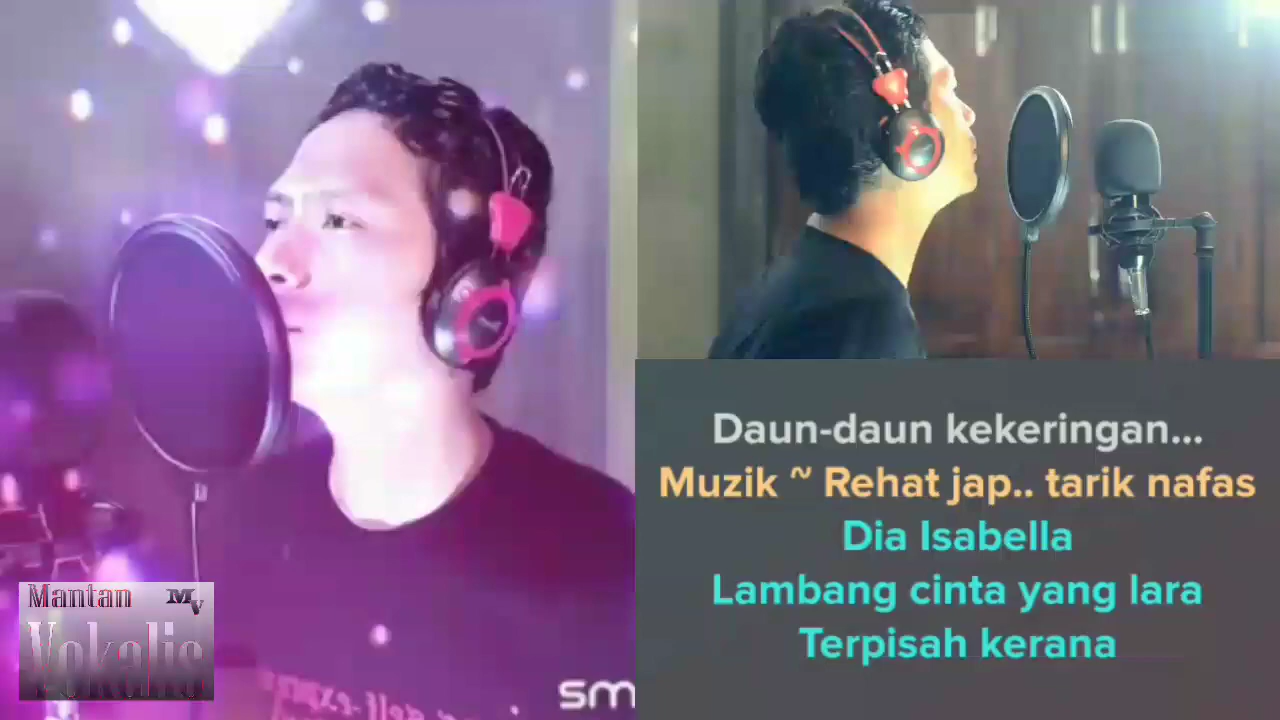 Daun-daun kekeringan...
Muzik ~ Rehat jap.. tarik nafas
Dia Isabella
Lambang cinta yang lara
Terpisah kerana
Mantan MV
Vokalis
sm